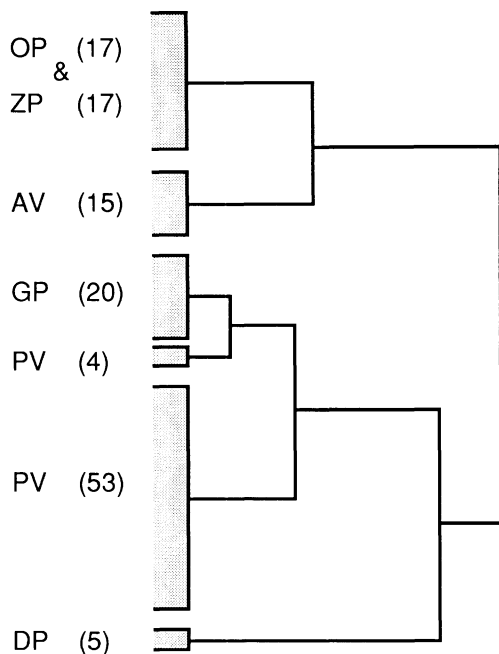 OP (17)
&
ZP (17)
AV (15)
GP (20)
PV (4)
PV (53)
DP (5)